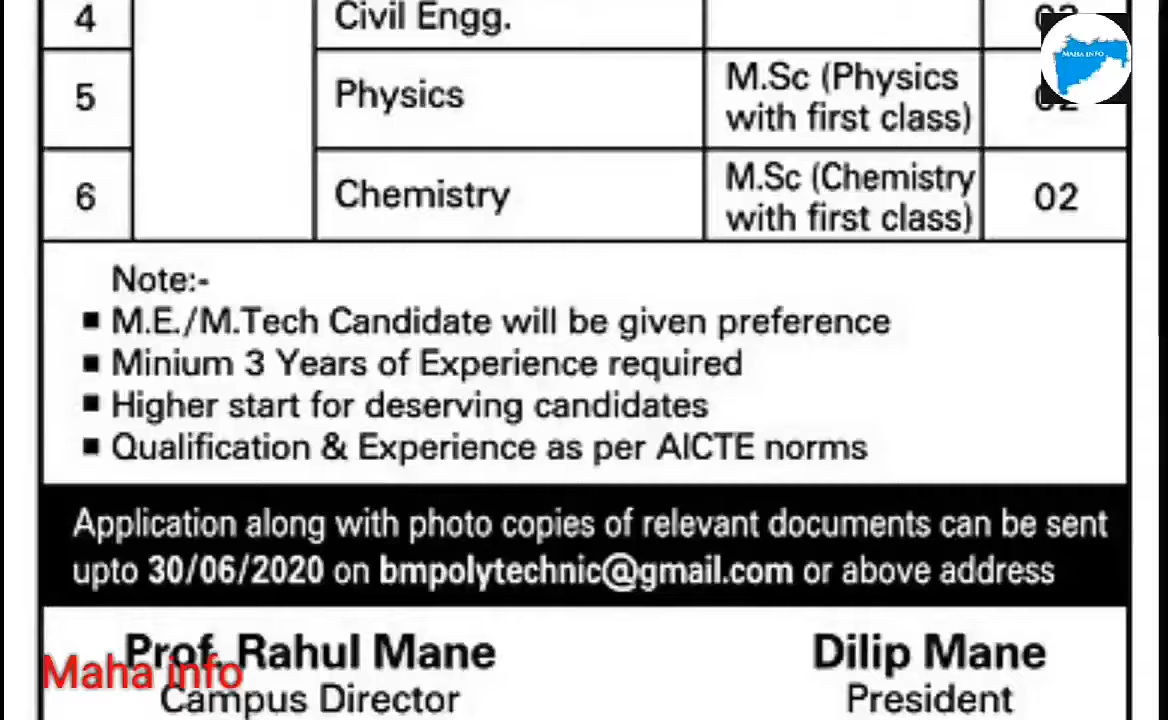 4
Civil Engg.
5
Physics
M.Sc (Physics
with first class)
MAHA INFO
6
Chemistry
M.Sc (Chemistry
with first class)
02
Note:-
M.E./M.Tech Candidate will be given preference
Minium 3 Years of Experience required
Higher start for deserving candidates
Qualification & Experience as per AICTE norms
Application along with photo copies of relevant documents can be sent
upto 30/06/2020 on bmpolytechnic@gmail.com or above address
Prof. Rahul Mane
Campus Director
Dilip Mane
President
Maha info